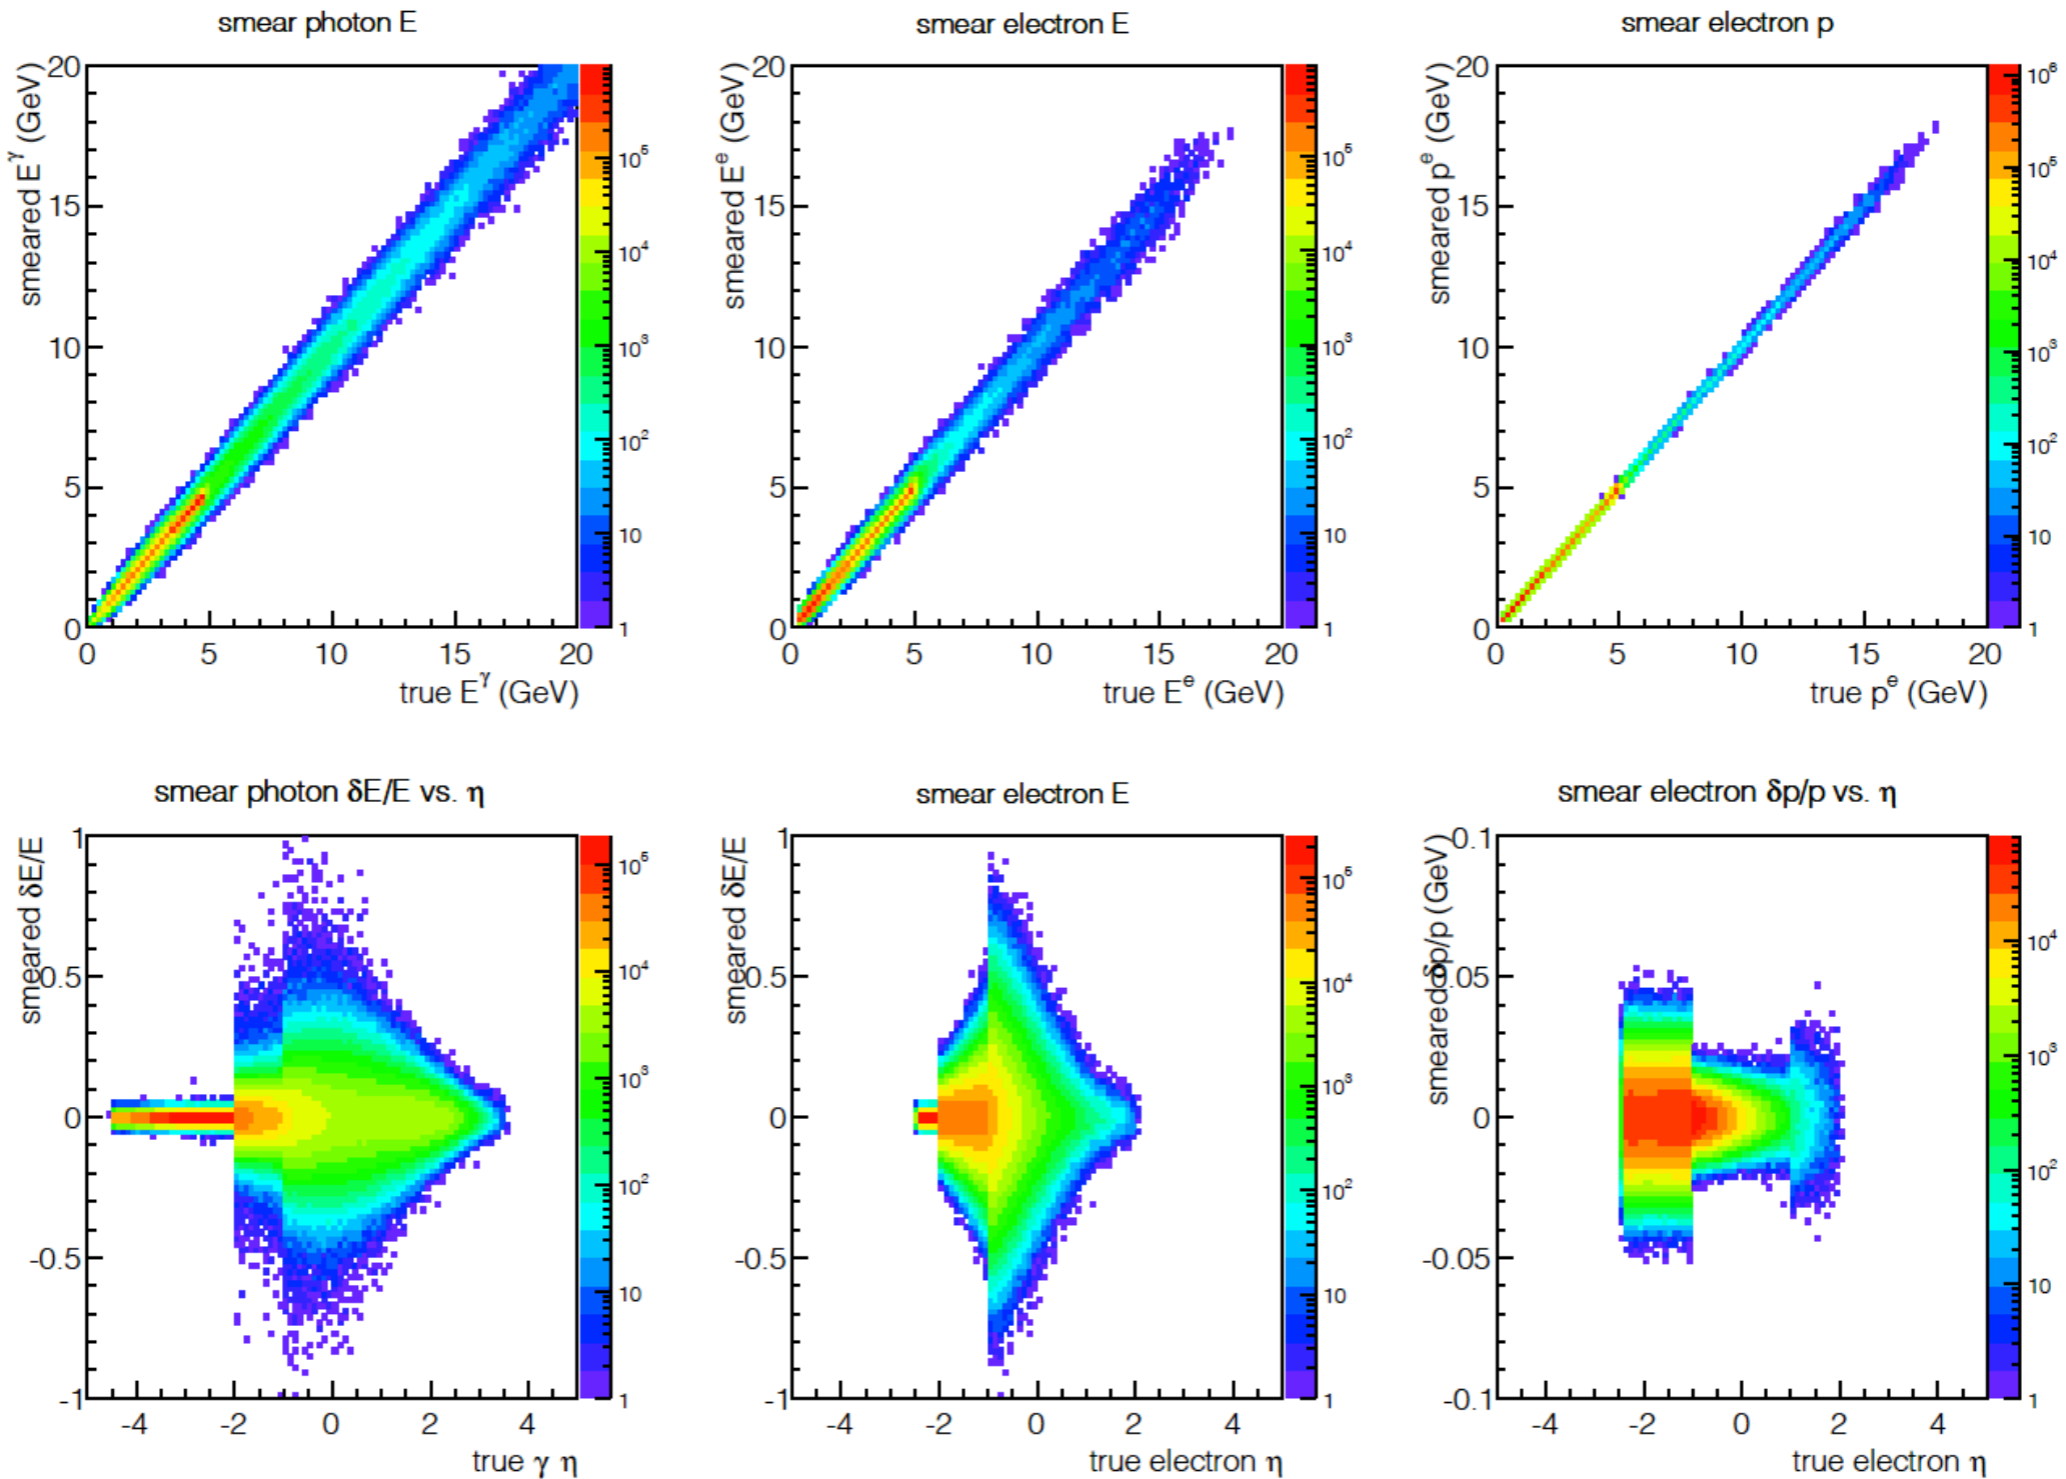 smear photon E
smeared E^γ (GeV)
20
15
10
5
0
0 5 10 15 20
true E^γ (GeV)
10^5
10^4
10^3
10^2
10
1
smear electron E
smeared E^e (GeV)
20
15
10
5
0
0 5 10 15 20
true E^e (GeV)
10^5
10^4
10^3
10^2
10
1
smear electron p
smeared p^e (GeV)
20
15
10
5
0
0 5 10 15 20
true p^e (GeV)
10^6
10^5
10^4
10^3
10^2
10
1
smear photon δE/E vs. η
smeared δE/E
1
0.5
0
-0.5
-1
-4 -2 0 2 4
true γ η
10^5
10^4
10^3
10^2
10
1
smear electron E
smeared δE/E
1
0.5
0
-0.5
-1
-4 -2 0 2 4
true electron η
10^5
10^4
10^3
10^2
10
1
smear electron δp/p vs. η
smeared δp/p (GeV)
0.1
0.05
0
-0.05
-0.1
-4 -2 0 2 4
true electron η
10^4
10^3
10^2
10
1